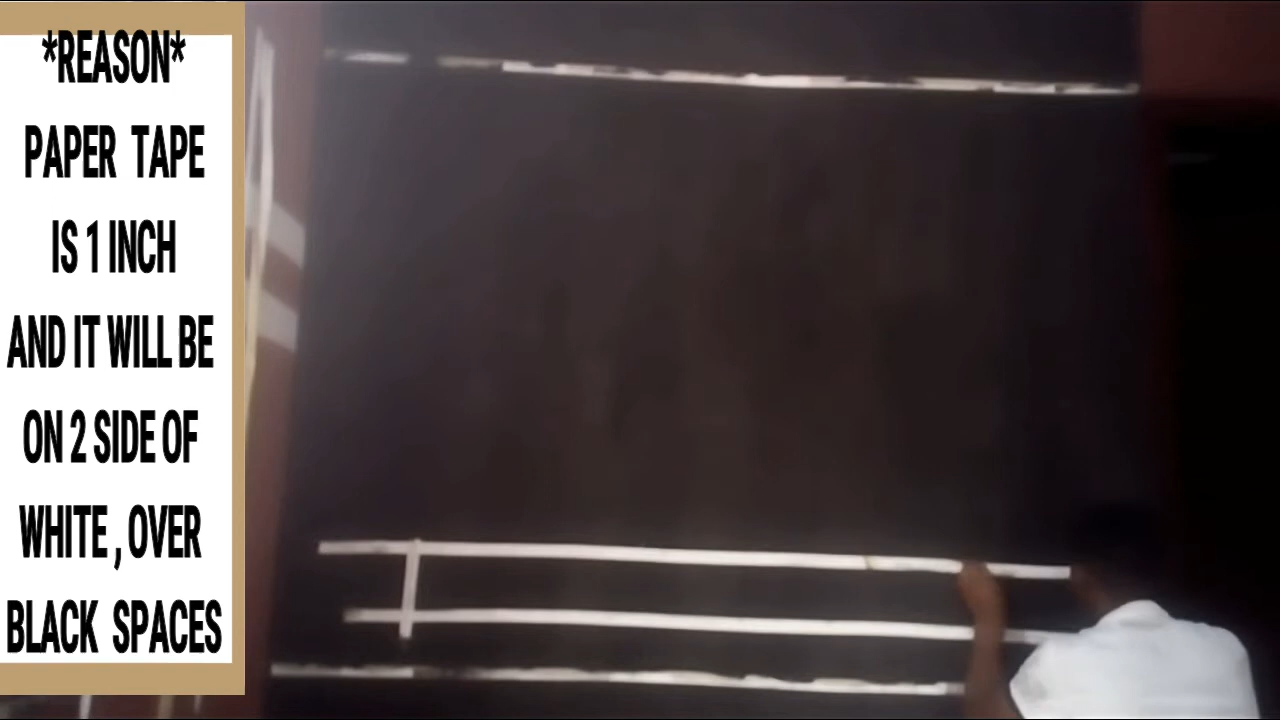 *REASON*
PAPER TAPE
IS 1 INCH
AND IT WILL BE
ON 2 SIDE OF
WHITE , OVER
BLACK SPACES